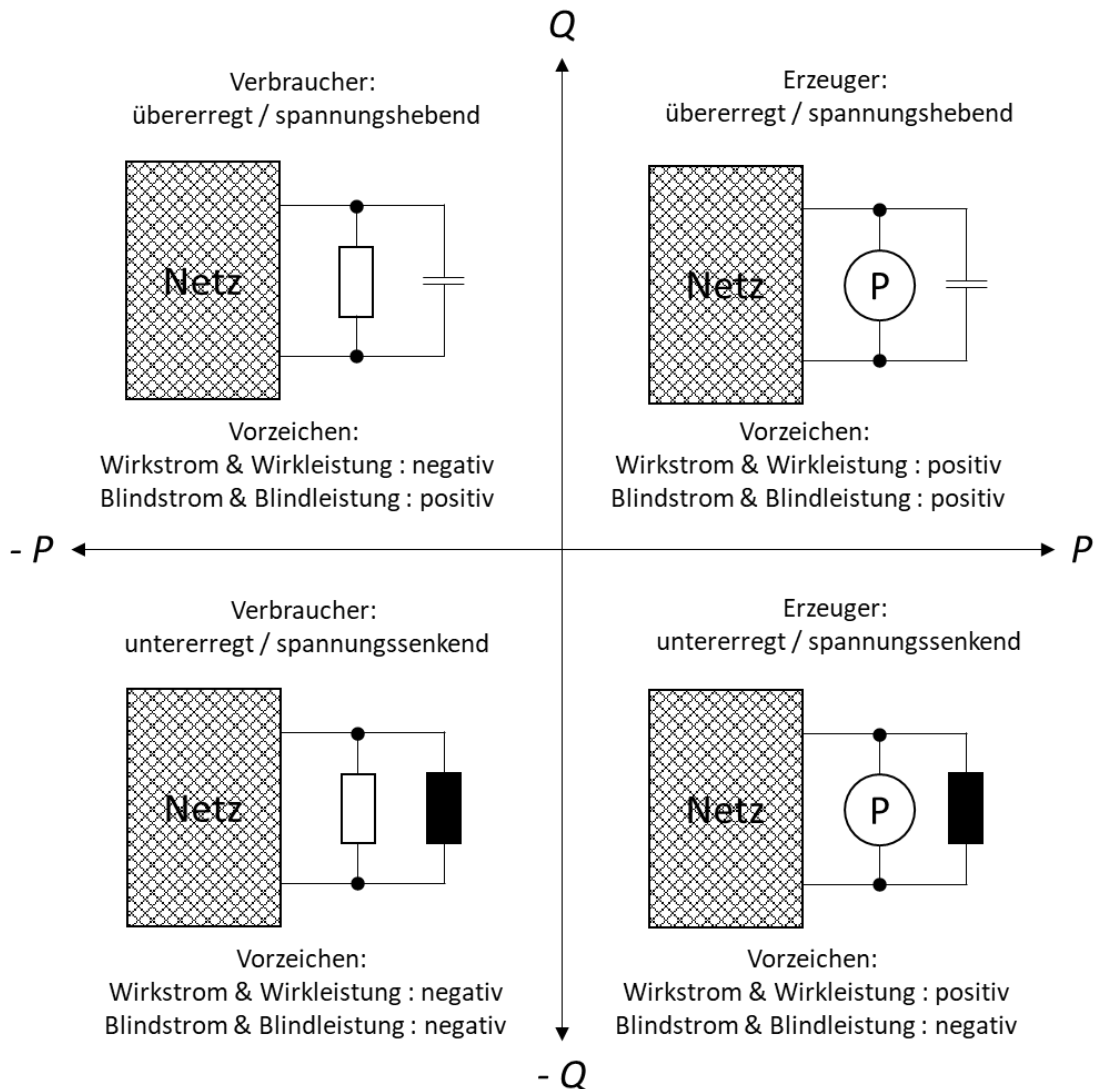 Q
Verbraucher:
übererregt / spannungshebend
Netz
Vorzeichen:
Wirkstrom & Wirkleistung : negativ
Blindstrom & Blindleistung : positiv
Erzeuger:
übererregt / spannungshebend
Netz
P
Vorzeichen:
Wirkstrom & Wirkleistung : positiv
Blindstrom & Blindleistung : positiv
- P
P
Verbraucher:
untererregt / spannungssenkend
Netz
Vorzeichen:
Wirkstrom & Wirkleistung : negativ
Blindstrom & Blindleistung : negativ
Erzeuger:
untererregt / spannungssenkend
Netz
P
Vorzeichen:
Wirkstrom & Wirkleistung : positiv
Blindstrom & Blindleistung : negativ
- Q